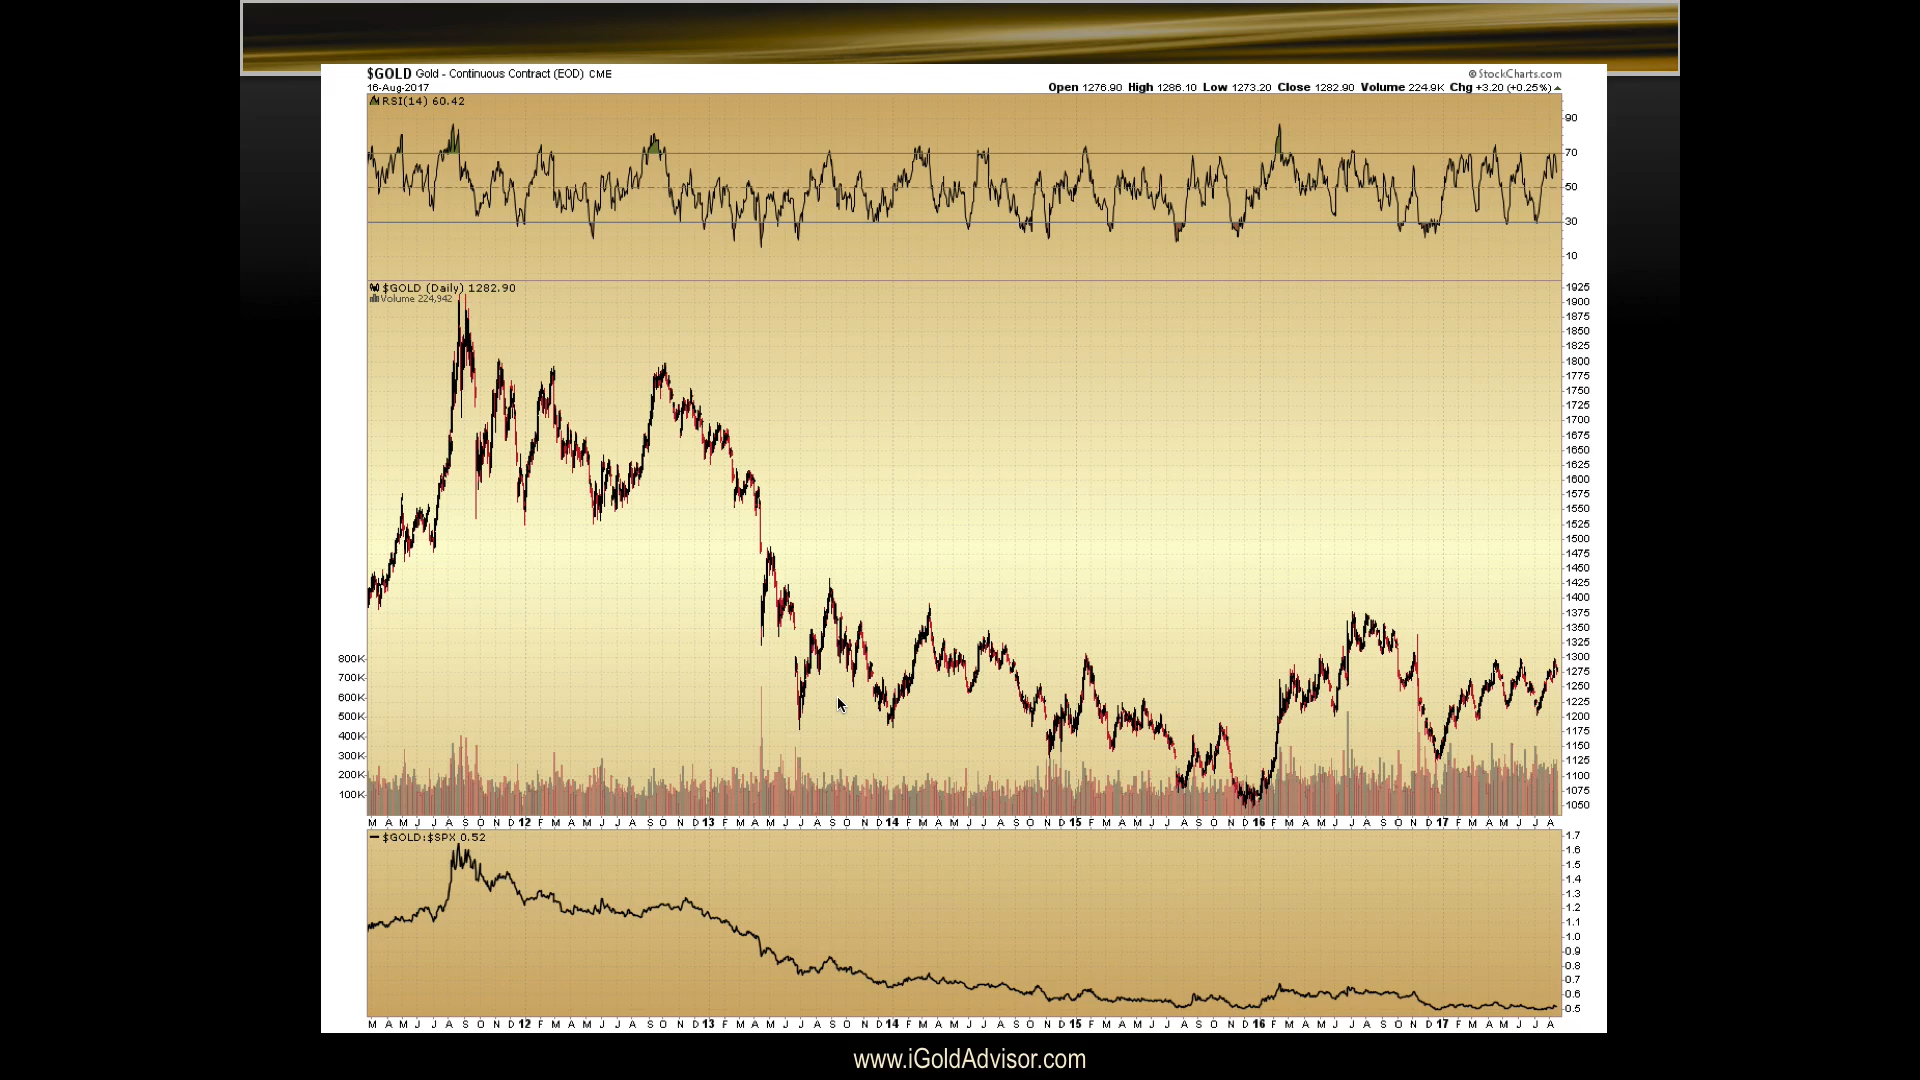 $GOLD Gold - Continuous Contract (EOD) CME
© StockCharts.com
16-Aug-2017
Open 1276.90 High 1286.10 Low 1273.20 Close 1282.90 Volume 224.9K Chg +3.20 (+0.25%)
RSI(14) 60.42
90
70
50
30
10
$GOLD (Daily) 1282.90
Volume 224,942
1925
1900
1875
1850
1825
1800
1775
1750
1725
1700
1675
1650
1625
1600
1575
1550
1525
1500
1475
1450
1425
1400
1375
1350
1325
1300
1275
1250
1225
1200
1175
1150
1125
1100
1075
1050
800K
700K
600K
500K
400K
300K
200K
100K
M A M J J A S O N D 12 F M A M J J A S O N D 13 F M A M J J A S O N D 14 F M A M J J A S O N D 15 F M A M J J A S O N D 16 F M A M J J A S O N D 17 F M A M J J A
$GOLD:$SPX 0.52
1.7
1.6
1.5
1.4
1.3
1.2
1.1
1.0
0.9
0.8
0.7
0.6
0.5
M A M J J A S O N D 12 F M A M J J A S O N D 13 F M A M J J A S O N D 14 F M A M J J A S O N D 15 F M A M J J A S O N D 16 F M A M J J A S O N D 17 F M A M J J A
www.iGoldAdvisor.com